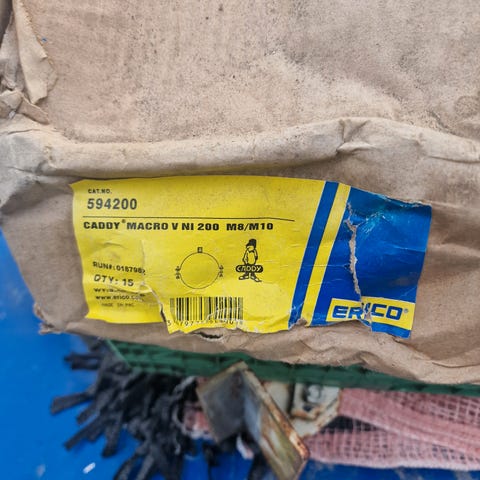 CAT.NO.
594200
CADDY® MACRO V NI 200 M8/M10
CADDY
QTY: 15
www.erico.com
ERICO®